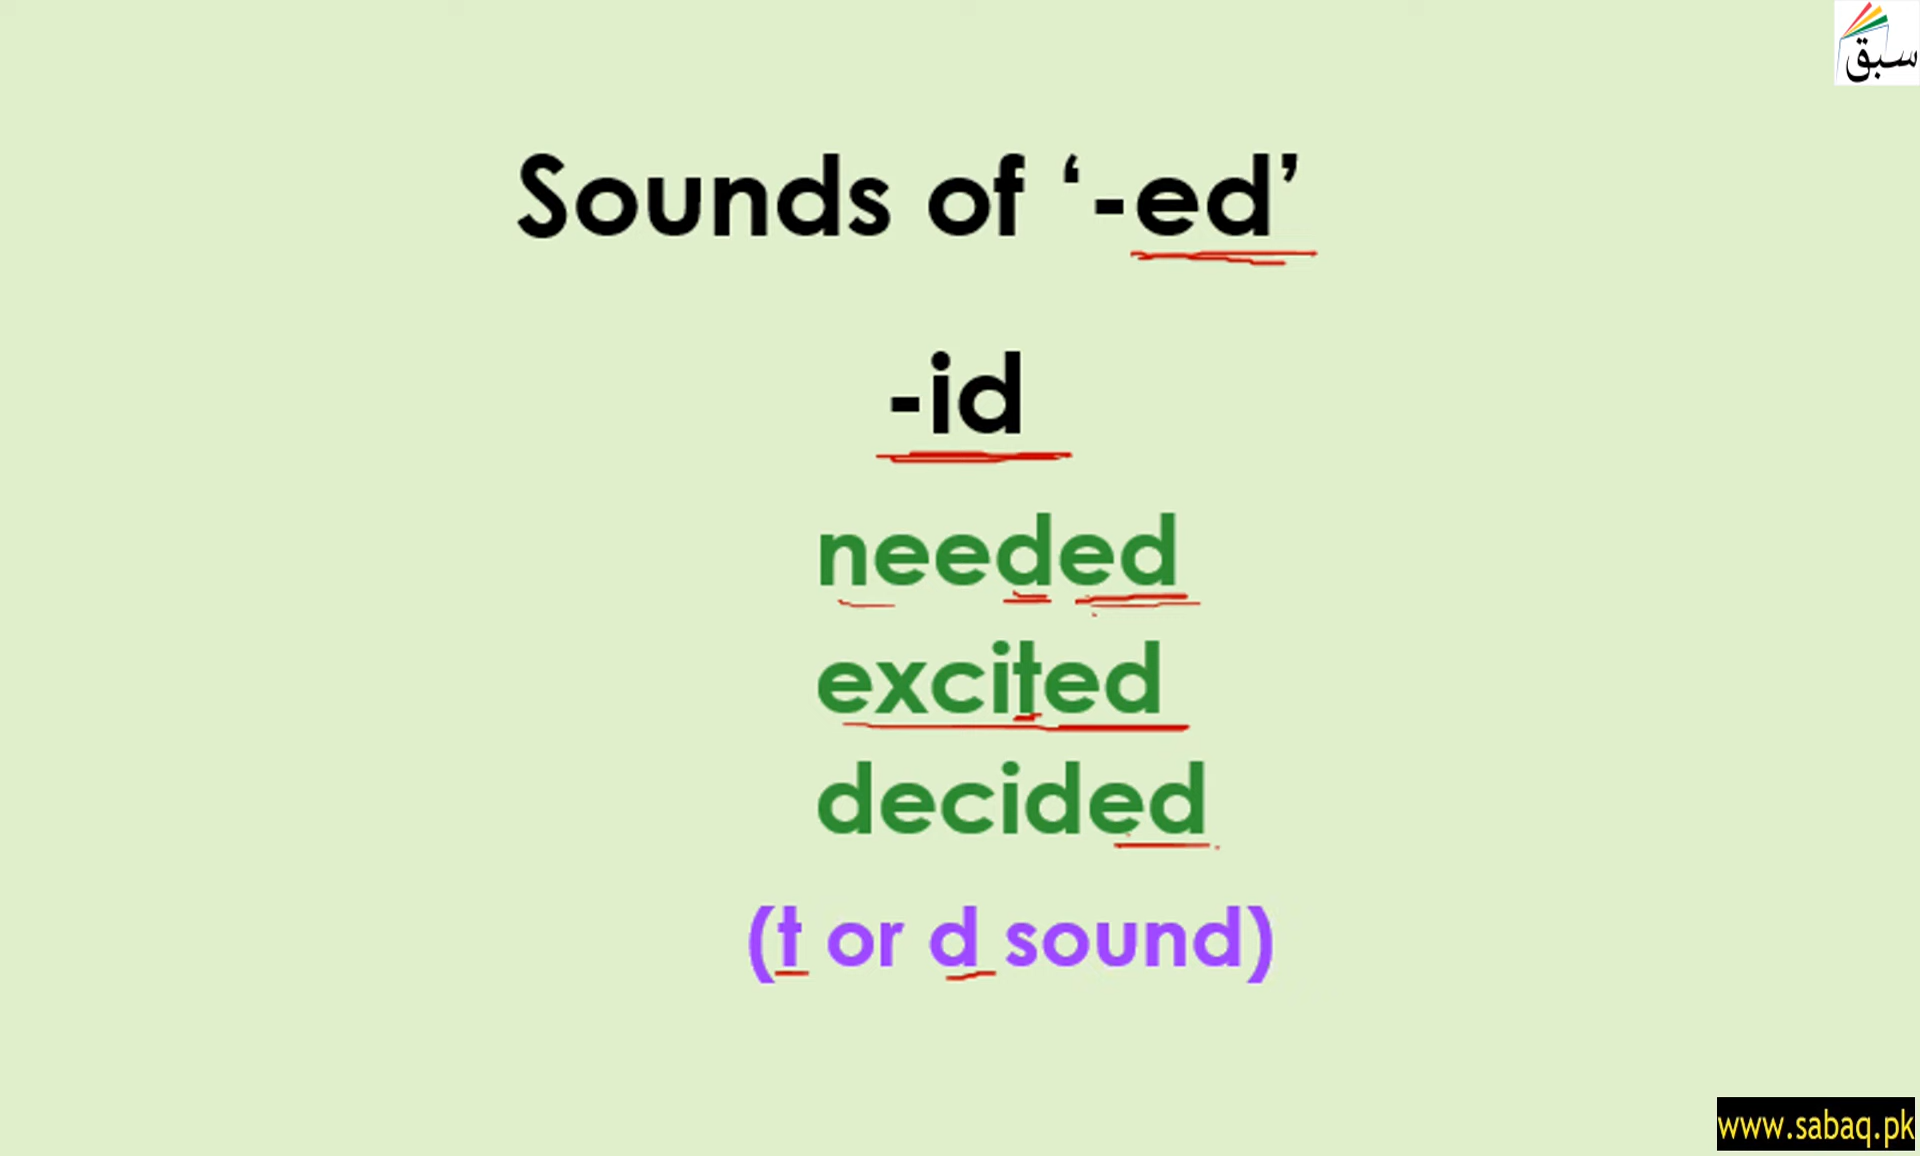 سبق
Sounds of ‘-ed’
-id
needed
excited
decided
(t or d sound)
www.sabaq.pk